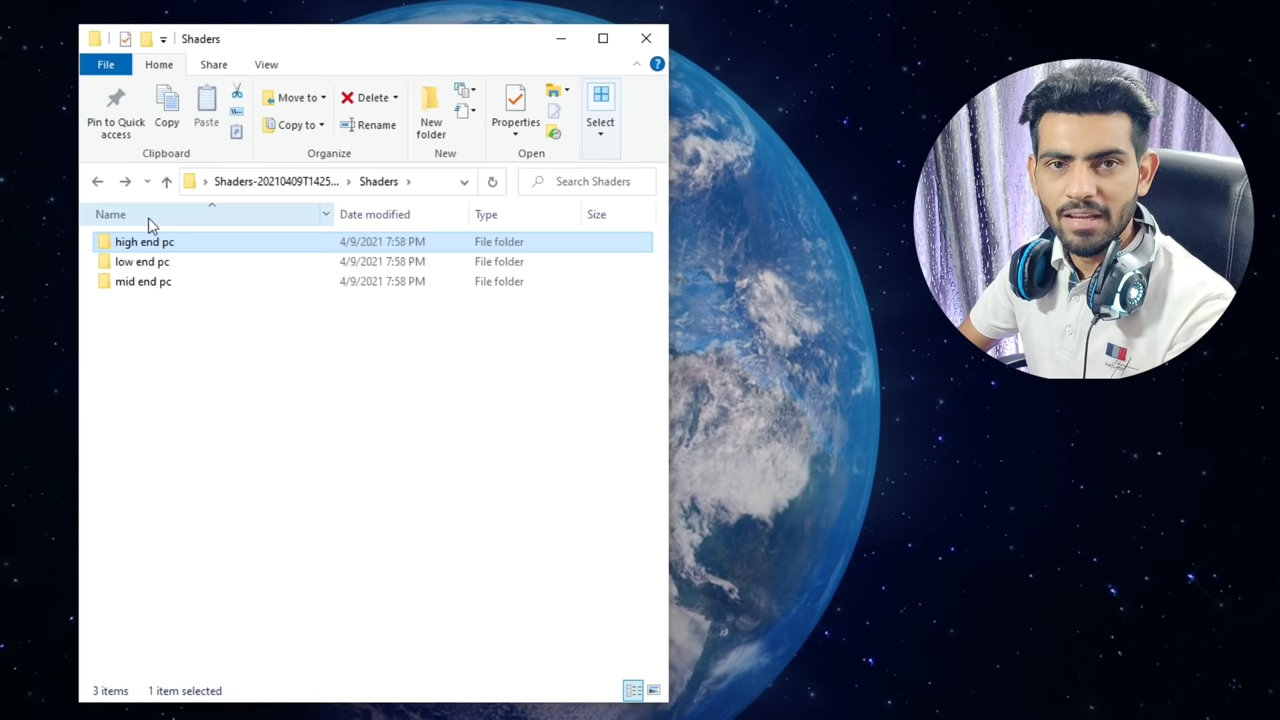 Shaders
File Home Share View
Pin to Quick access
Copy
Paste
Move to
Copy to
Delete
Rename
New folder
Properties
Select
Clipboard Organize New Open
Shaders-20210409T1425... Shaders Search Shaders
Name Date modified Type Size
high end pc 4/9/2021 7:58 PM File folder
low end pc 4/9/2021 7:58 PM File folder
mid end pc 4/9/2021 7:58 PM File folder
3 items 1 item selected